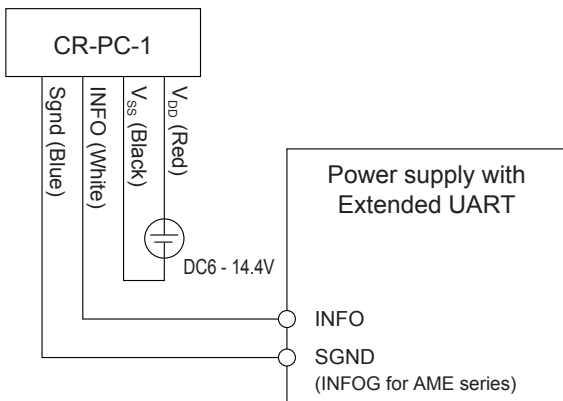 CR-PC-1
Sgnd (Blue)
INFO (White)
VSS (Black)
VDD (Red)
DC6 - 14.4V
Power supply with
Extended UART
INFO
SGND
(INFOG for AME series)